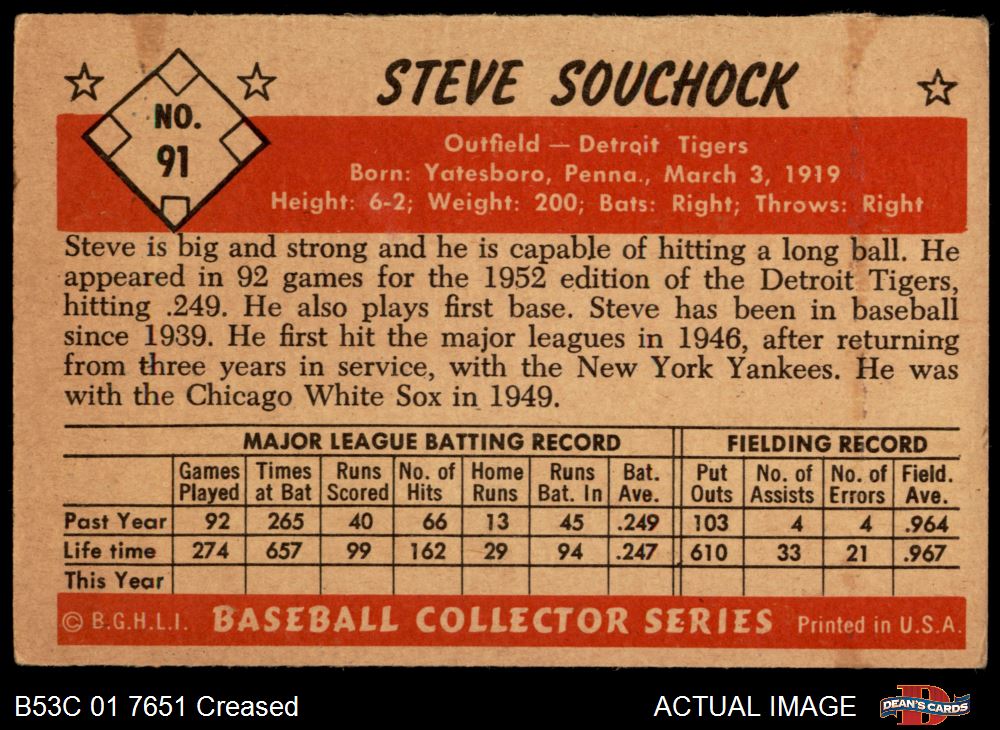 STEVE SOUCHOCK
NO.
91
Outfield — Detroit Tigers
Born: Yatesboro, Penna., March 3, 1919
Height: 6-2; Weight: 200; Bats: Right; Throws: Right
Steve is big and strong and he is capable of hitting a long ball. He
appeared in 92 games for the 1952 edition of the Detroit Tigers,
hitting .249. He also plays first base. Steve has been in baseball
since 1939. He first hit the major leagues in 1946, after returning
from three years in service, with the New York Yankees. He was
with the Chicago White Sox in 1949.
MAJOR LEAGUE BATTING RECORD FIELDING RECORD
Games Times Runs No. of Home Runs Bat. Put No. of No. of Field.
Played at Bat Scored Hits Runs Bat. In Ave. Outs Assists Errors Ave.
Past Year 92 265 40 66 13 45 .249 103 4 4 .964
Life time 274 657 99 162 29 94 .247 610 33 21 .967
This Year
© B.G.H.L.I. BASEBALL COLLECTOR SERIES Printed in U.S.A.
B53C 01 7651 Creased ACTUAL IMAGE D DEAN'S CARDS